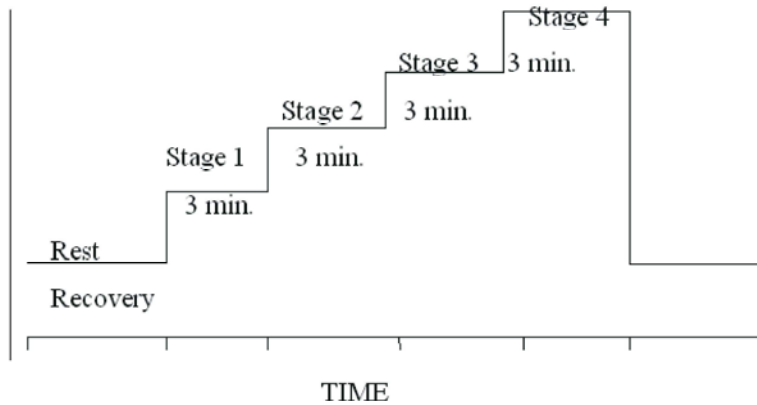 Stage 4
Stage 3 3 min.
Stage 2 3 min.
Stage 1 3 min.
3 min.
Rest
Recovery
TIME